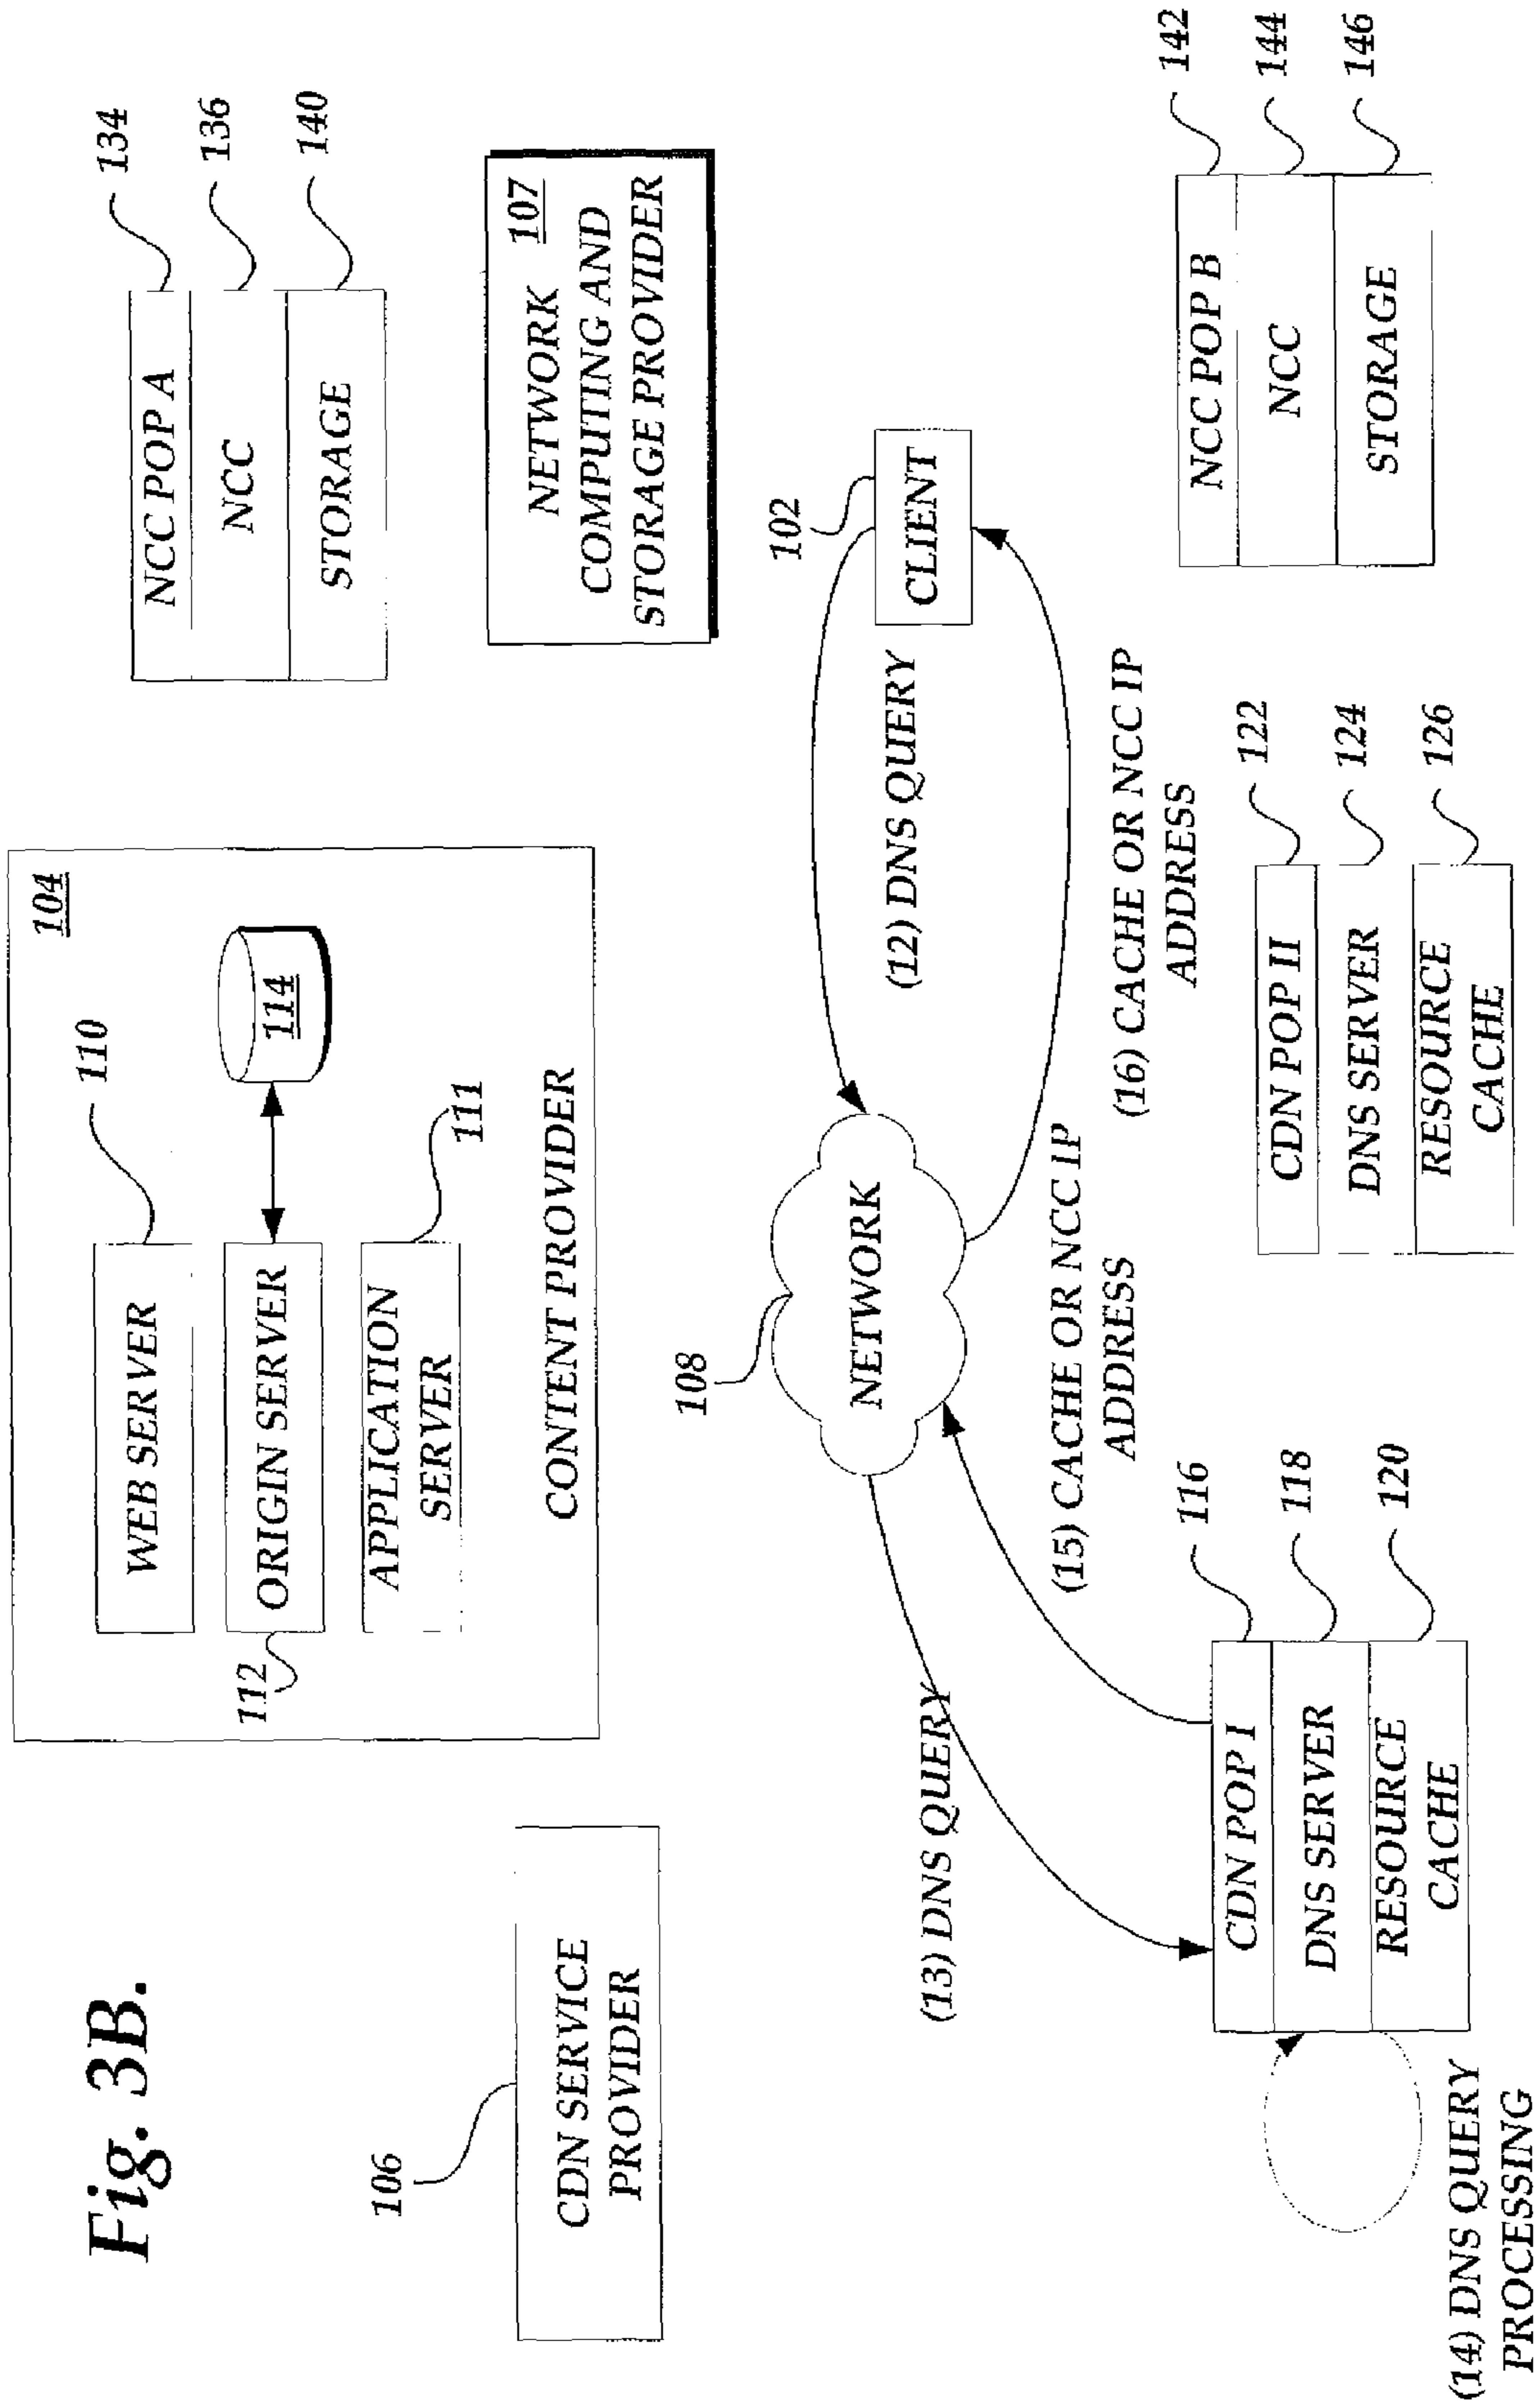 Fig. 3B.
106
CDN SERVICE
PROVIDER
104
110
WEB SERVER
112
ORIGIN SERVER
114
APPLICATION
SERVER
111
CONTENT PROVIDER
134
NCC POP A
136
NCC
140
STORAGE
NETWORK 107
COMPUTING AND
STORAGE PROVIDER
108
NETWORK
102
CLIENT
(12) DNS QUERY
(13) DNS QUERY
(15) CACHE OR NCC IP
ADDRESS
(16) CACHE OR NCC IP
ADDRESS
116
CDN POP I
118
DNS SERVER
120
RESOURCE
CACHE
(14) DNS QUERY
PROCESSING
122
CDN POP II
124
DNS SERVER
126
RESOURCE
CACHE
142
NCC POP B
144
NCC
146
STORAGE